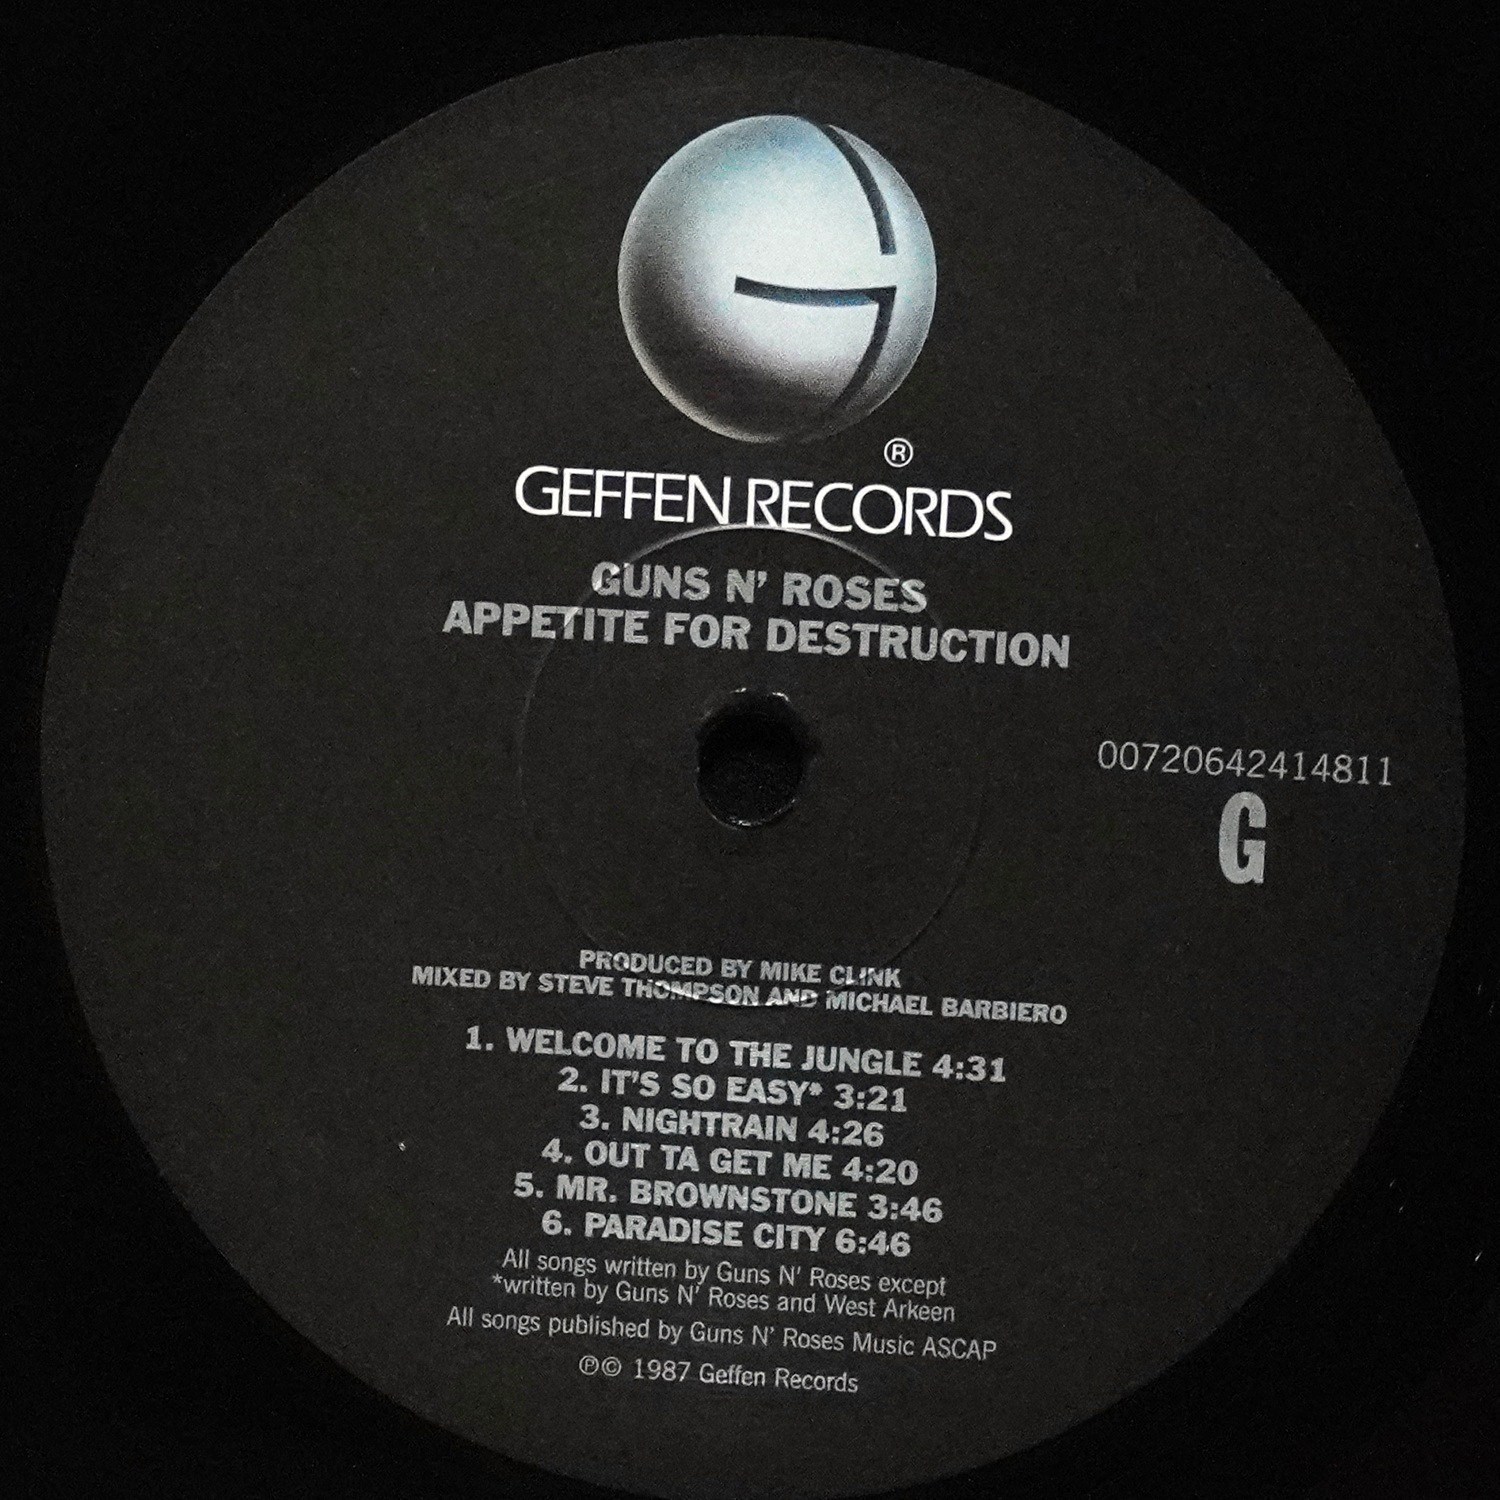 ®
GEFFEN RECORDS
GUNS N' ROSES
APPETITE FOR DESTRUCTION
00720642414811
G
PRODUCED BY MIKE CLINK
MIXED BY STEVE THOMPSON AND MICHAEL BARBIERO
1. WELCOME TO THE JUNGLE 4:31
2. IT'S SO EASY* 3:21
3. NIGHTRAIN 4:26
4. OUT TA GET ME 4:20
5. MR. BROWNSTONE 3:46
6. PARADISE CITY 6:46
All songs written by Guns N' Roses except
*written by Guns N' Roses and West Arkeen
All songs published by Guns N' Roses Music ASCAP
℗© 1987 Geffen Records